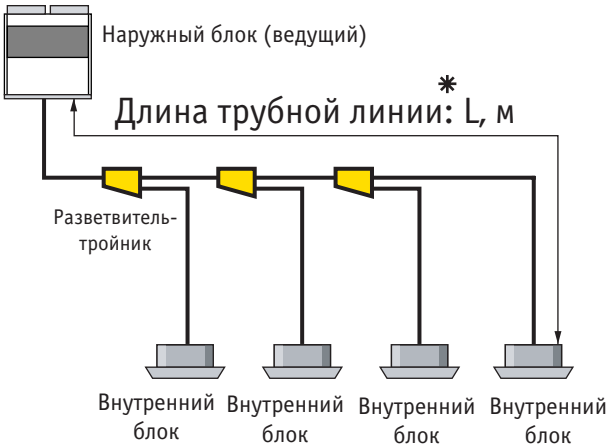 Наружный блок (ведущий)
*
Длина трубной линии: L, м
Разветвитель-
тройник
Внутренний
блок
Внутренний
блок
Внутренний
блок
Внутренний
блок